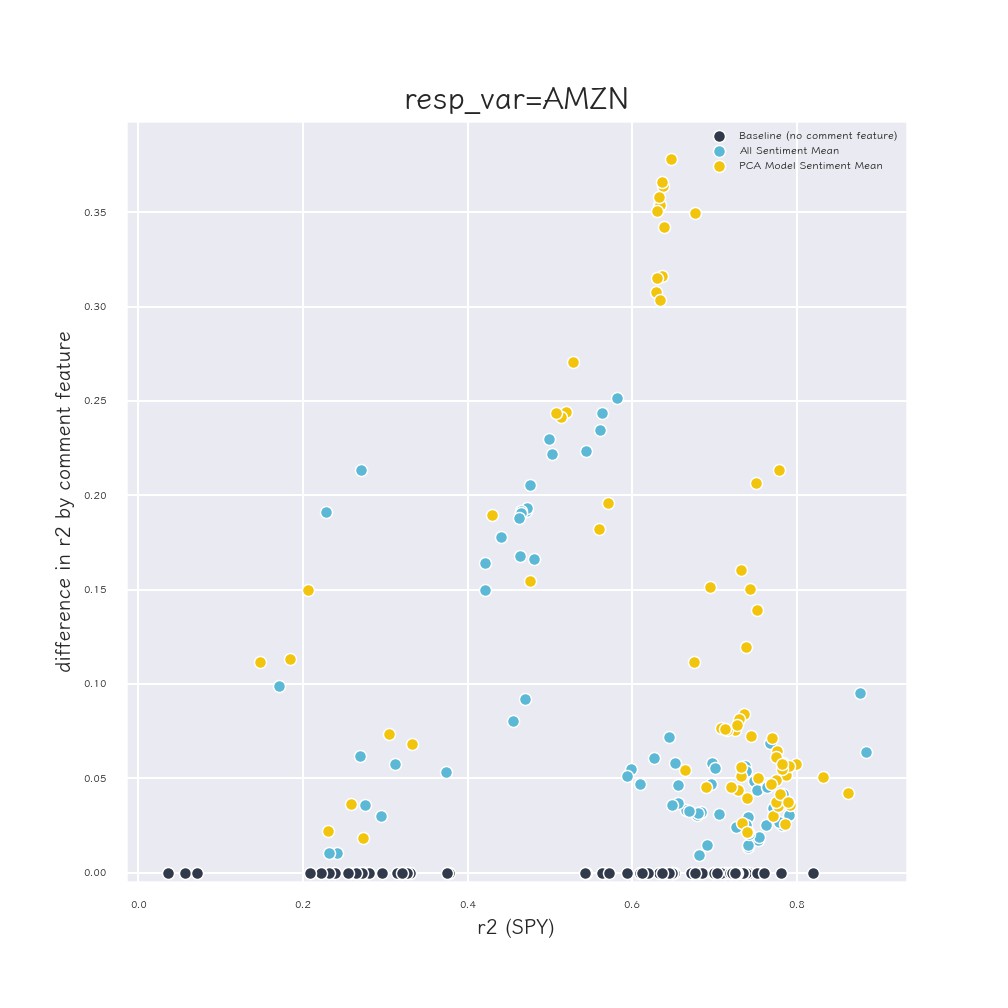 resp_var=AMZN
Baseline (no comment feature)
All Sentiment Mean
PCA Model Sentiment Mean
difference in r2 by comment feature
0.35
0.30
0.25
0.20
0.15
0.10
0.05
0.00
0.0 0.2 0.4 0.6 0.8
r2 (SPY)